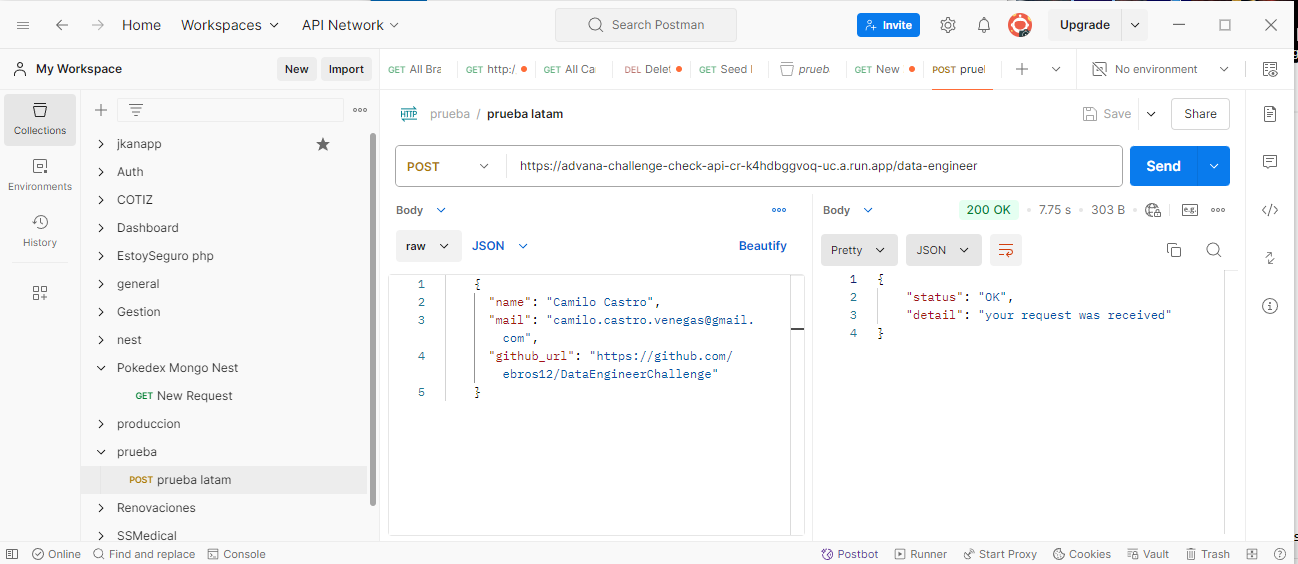 Home Workspaces API Network Search Postman Invite Upgrade
My Workspace New Import GET All Bra GET http:/ GET All Ca DEL Delet GET Seed I prueb GET New POST pruel No environment
Collections
Environments
History
jkanapp
Auth
COTIZ
Dashboard
EstoySeguro php
general
Gestion
nest
Pokedex Mongo Nest
GET New Request
produccion
prueba
POST prueba latam
Renovaciones
SSMedical
HTTP prueba / prueba latam Save Share
POST https://advana-challenge-check-api-cr-k4hdbggvoq-uc.a.run.app/data-engineer Send
Body
raw JSON Beautify
1 {
2 "name": "Camilo Castro",
3 "mail": "camilo.castro.venegas@gmail.
com",
4 "github_url": "https://github.com/
ebros12/DataEngineerChallenge"
5 }
Body 200 OK 7.75 s 303 B e.g.
Pretty JSON
1 {
2 "status": "OK",
3 "detail": "your request was received"
4 }
Online Find and replace Console Postbot Runner Start Proxy Cookies Vault Trash